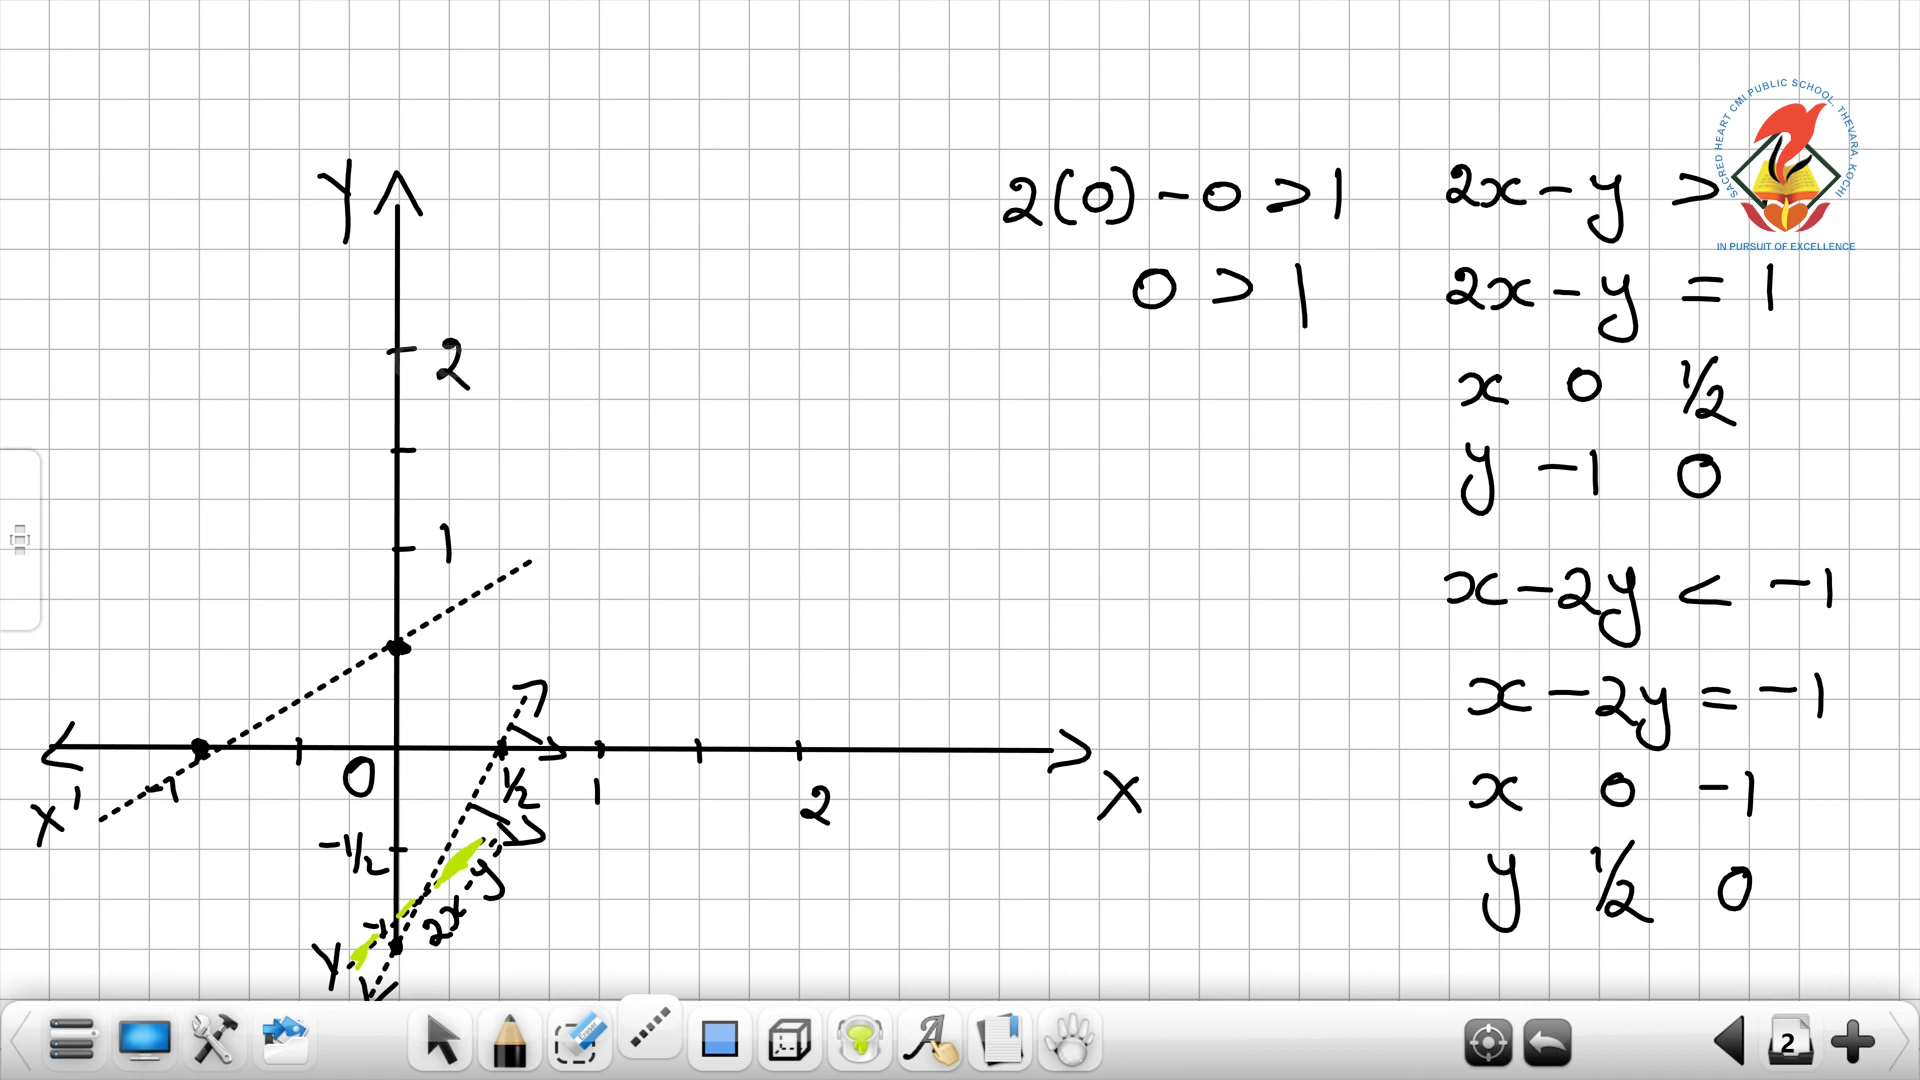 SACRED HEART CMI PUBLIC SCHOOL, THEVARA, KOCHI
IN PURSUIT OF EXCELLENCE
2(0) - 0 > 1
0 > 1
2x - y >
2x - y = 1
x 0 1/2
y -1 0
x - 2y < -1
x - 2y = -1
x 0 -1
y 1/2 0
Y
2
1
X'
-1
0
1/2
1
2
X
-1/2
-1
2x
y
Y
Eraser
2